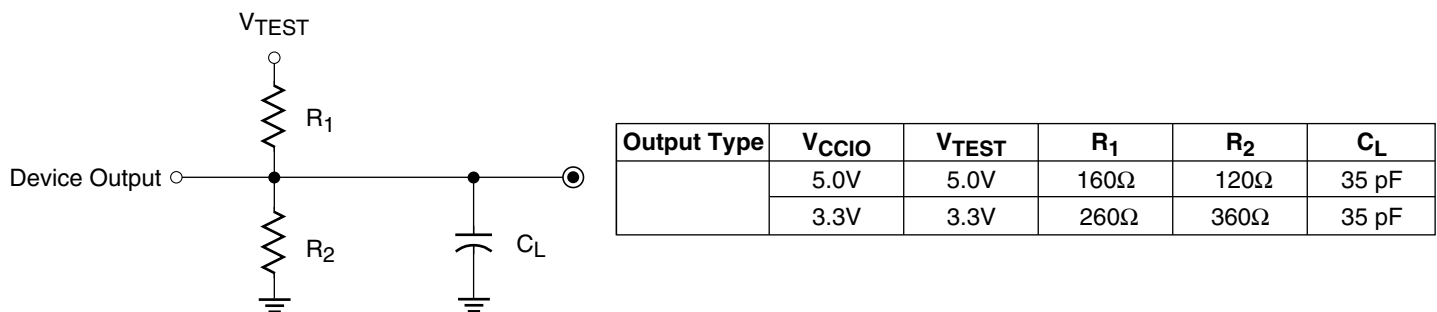 VTEST
R1
Device Output
R2
CL
Output Type VCCIO VTEST R1 R2 CL
5.0V 5.0V 160Ω 120Ω 35 pF
3.3V 3.3V 260Ω 360Ω 35 pF